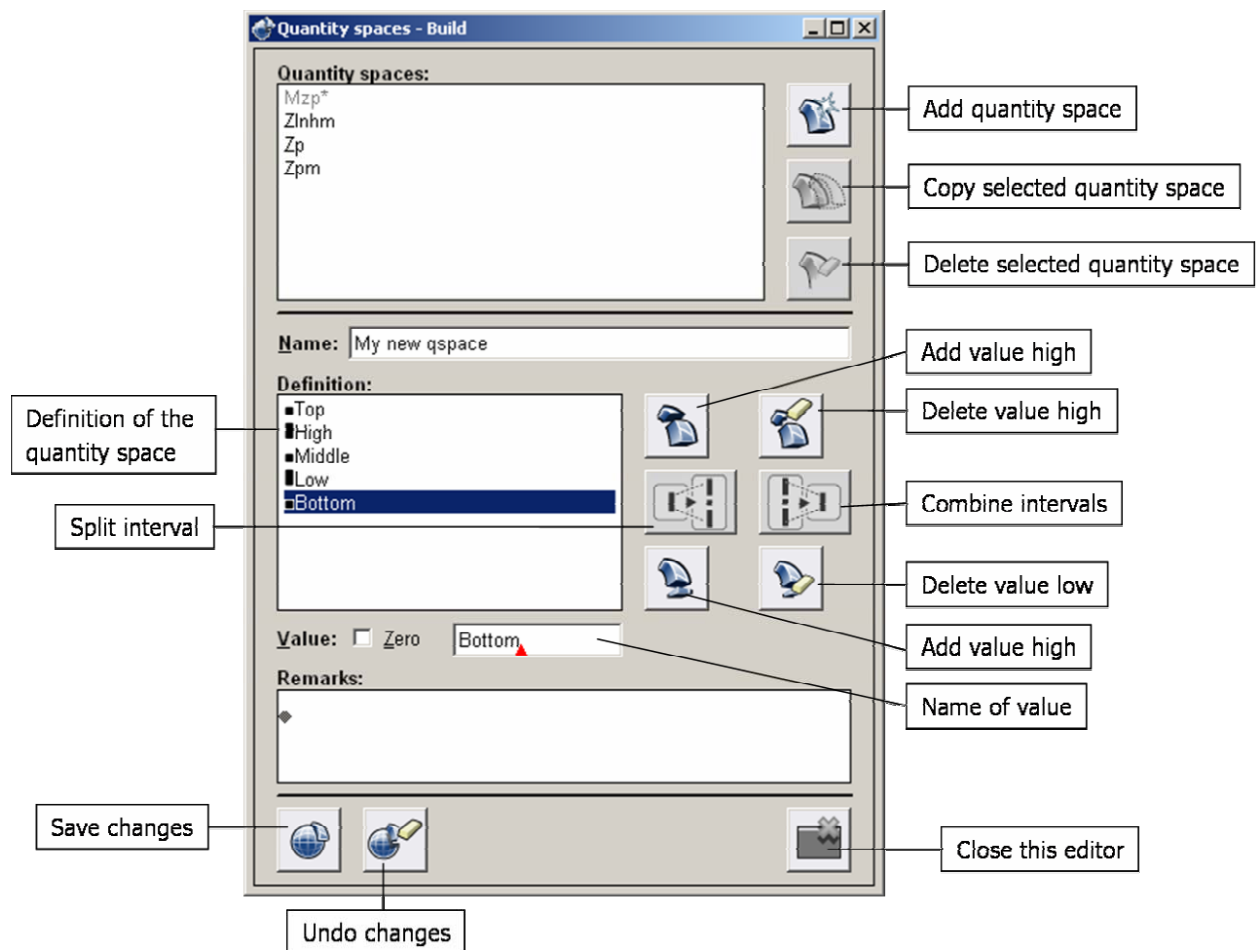 Quantity spaces - Build
Quantity spaces:
Mzp*
Zlnhm
Zp
Zpm
Add quantity space
Copy selected quantity space
Delete selected quantity space
Name: My new qspace
Add value high
Definition:
Top
High
Middle
Low
Bottom
Delete value high
Definition of the
quantity space
Split interval
Combine intervals
Delete value low
Value: Zero Bottom
Add value high
Remarks:
Name of value
Save changes
Close this editor
Undo changes